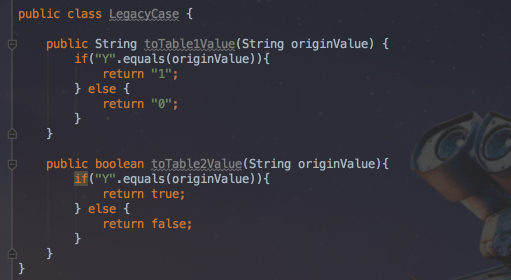 public class LegacyCase {
public String toTable1Value(String originValue) {
if("Y".equals(originValue)){
return "1";
} else {
return "0";
}
}
public boolean toTable2Value(String originValue){
if("Y".equals(originValue)){
return true;
} else {
return false;
}
}
}